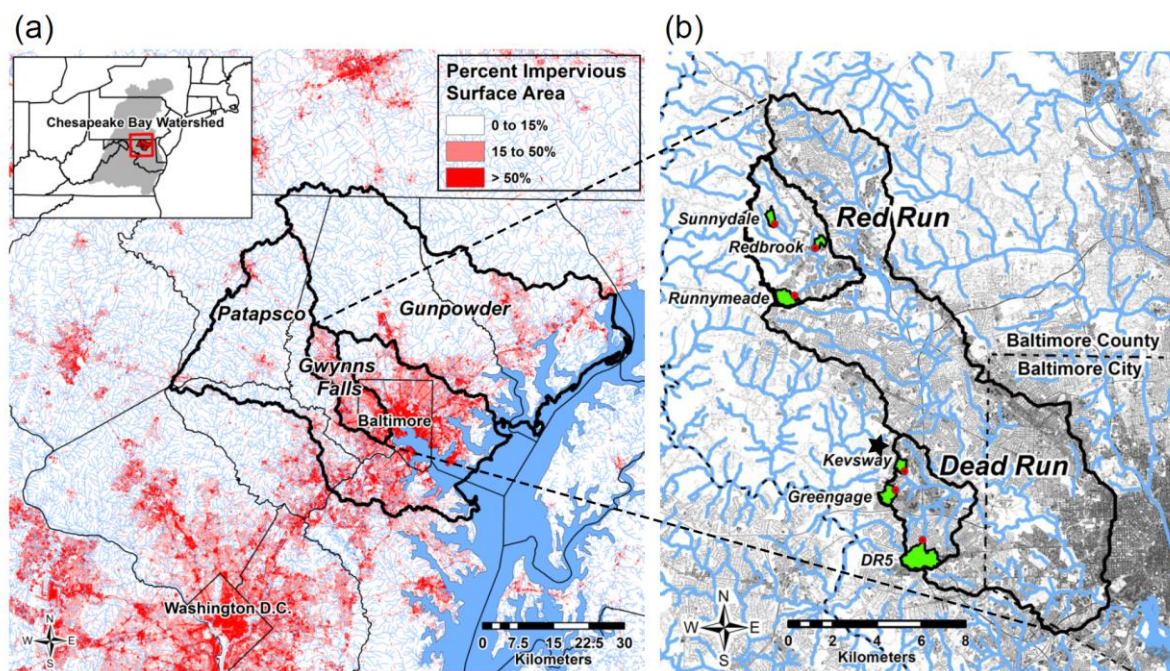 (a)
Chesapeake Bay Watershed
Percent Impervious
Surface Area
0 to 15%
15 to 50%
> 50%
Patapsco
Gunpowder
Gwynns
Falls
Baltimore
Washington D.C.
N
W E
S
0 7.5 15 22.5 30
Kilometers
(b)
Sunnydale
Red Run
Redbrook
Runnymeade
Baltimore County
Baltimore City
Kevsway
Dead Run
Greengage
DR5
N
W E
S
0 2 4 6 8
Kilometers